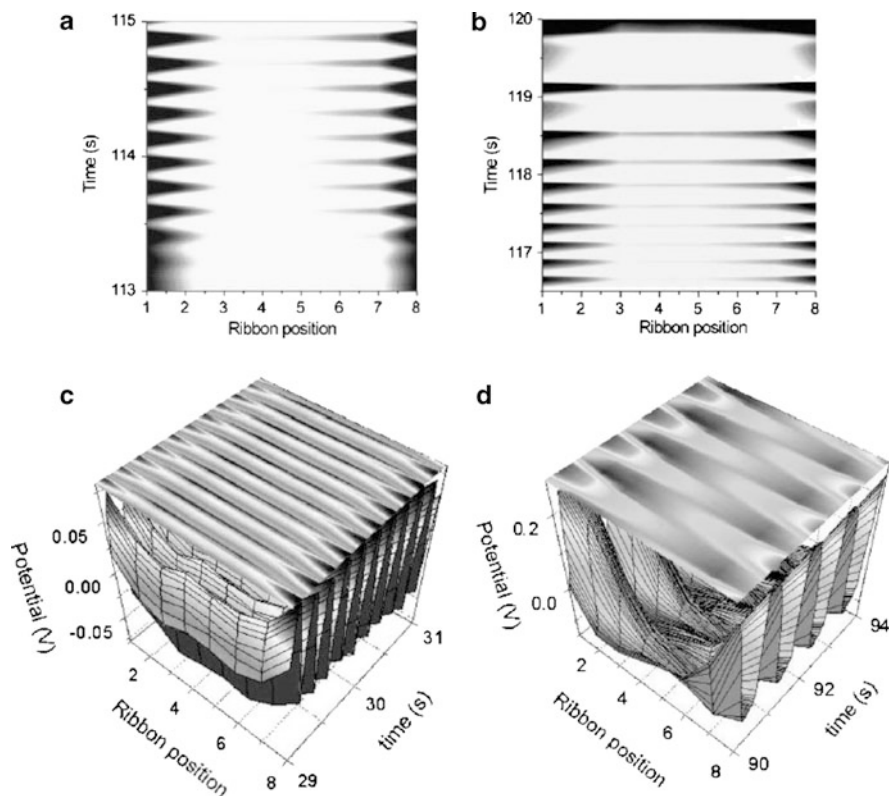 a
115
114
113
Time (s)
1 2 3 4 5 6 7 8
Ribbon position
b
120
119
118
117
Time (s)
1 2 3 4 5 6 7 8
Ribbon position
c
0.05
0.00
-0.05
Potential (V)
2 4 6 8
Ribbon position
29 30 31
time (s)
d
0.2
0.0
Potential (V)
2 4 6 8
Ribbon position
90 92 94
time (s)